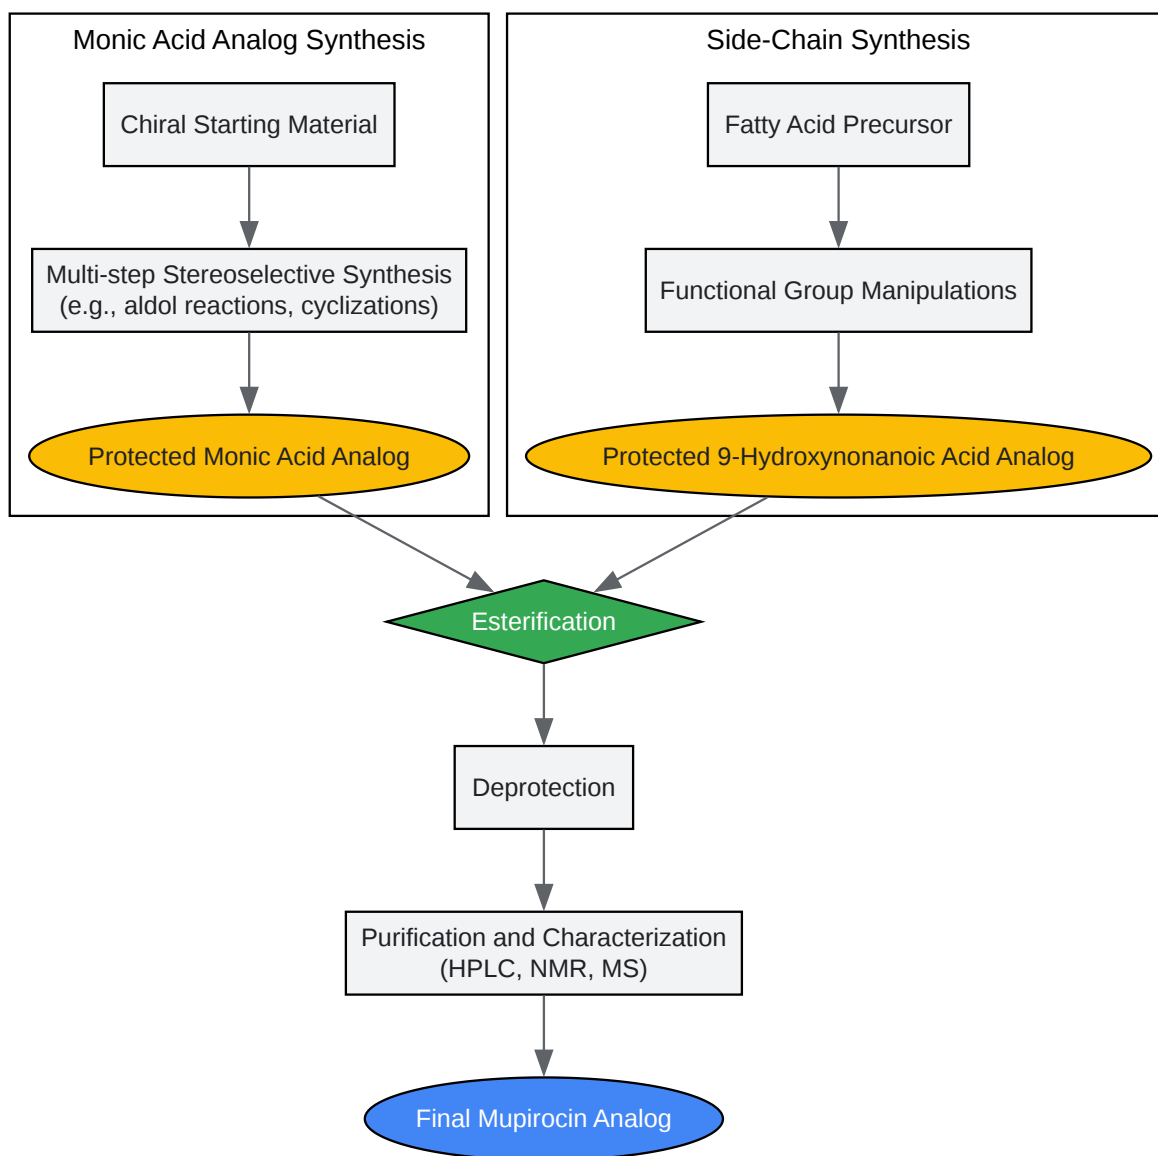 Monic Acid Analog Synthesis
Chiral Starting Material
Multi-step Stereoselective Synthesis
(e.g., aldol reactions, cyclizations)
Protected Monic Acid Analog
Side-Chain Synthesis
Fatty Acid Precursor
Functional Group Manipulations
Protected 9-Hydroxynonanoic Acid Analog
Esterification
Deprotection
Purification and Characterization
(HPLC, NMR, MS)
Final Mupirocin Analog